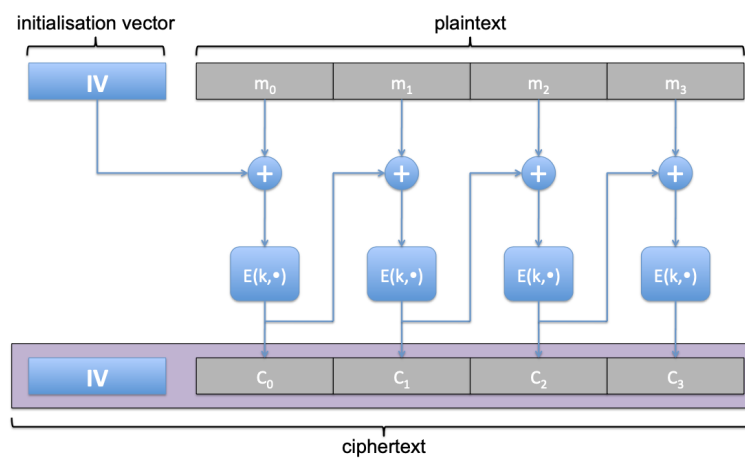 initialisation vector
plaintext
IV
m₀ m₁ m₂ m₃
+ + + +
E(k,•) E(k,•) E(k,•) E(k,•)
IV
C₀ C₁ C₂ C₃
ciphertext